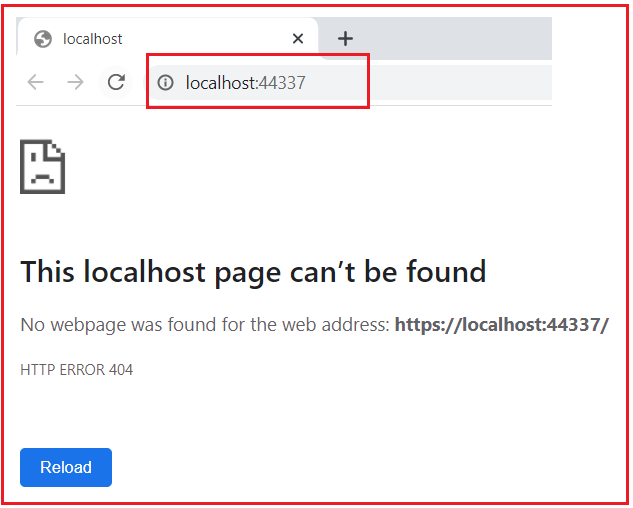 localhost
localhost:44337
This localhost page can’t be found
No webpage was found for the web address: https://localhost:44337/
HTTP ERROR 404
Reload